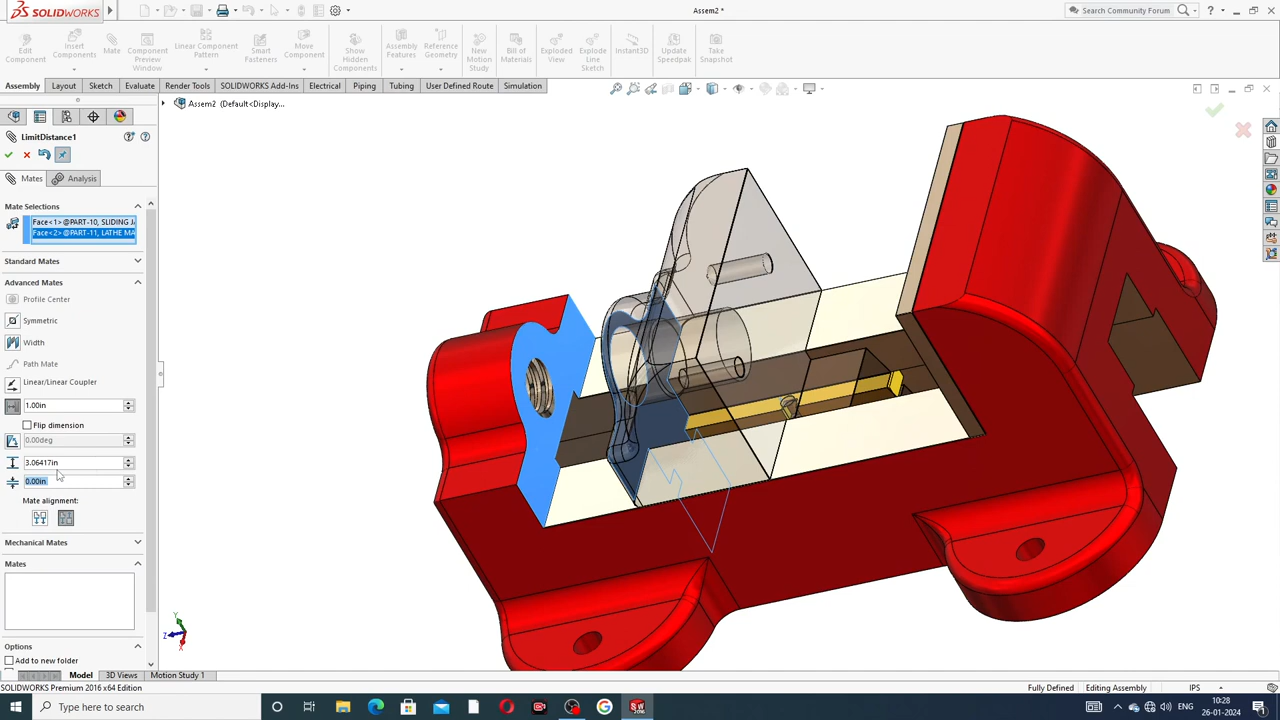 SOLIDWORKS
Assem2 *
Search Community Forum
Edit Component
Insert Components
Mate
Component Preview Window
Linear Component Pattern
Smart Fasteners
Move Component
Show Hidden Components
Assembly Features
Reference Geometry
New Motion Study
Bill of Materials
Exploded View
Explode Line Sketch
Instant3D
Update Speedpak
Take Snapshot
Assembly
Layout
Sketch
Evaluate
Render Tools
SOLIDWORKS Add-Ins
Electrical
Piping
Tubing
User Defined Route
Simulation
Assem2 (Default<Display...
LimitDistance1
Mates
Analysis
Mate Selections
Face<1>@PART-10, SLIDING J
Face<2>@PART-11, LATHE MA
Standard Mates
Advanced Mates
Profile Center
Symmetric
Width
Path Mate
Linear/Linear Coupler
1.00in
Flip dimension
0.00deg
3.06417in
0.00in
Mate alignment:
Mechanical Mates
Mates
Options
Add to new folder
Y
Z
X
Model
3D Views
Motion Study 1
SOLIDWORKS Premium 2016 x64 Edition
Fully Defined
Editing Assembly
IPS
Type here to search
ENG
10:28
26-01-2024